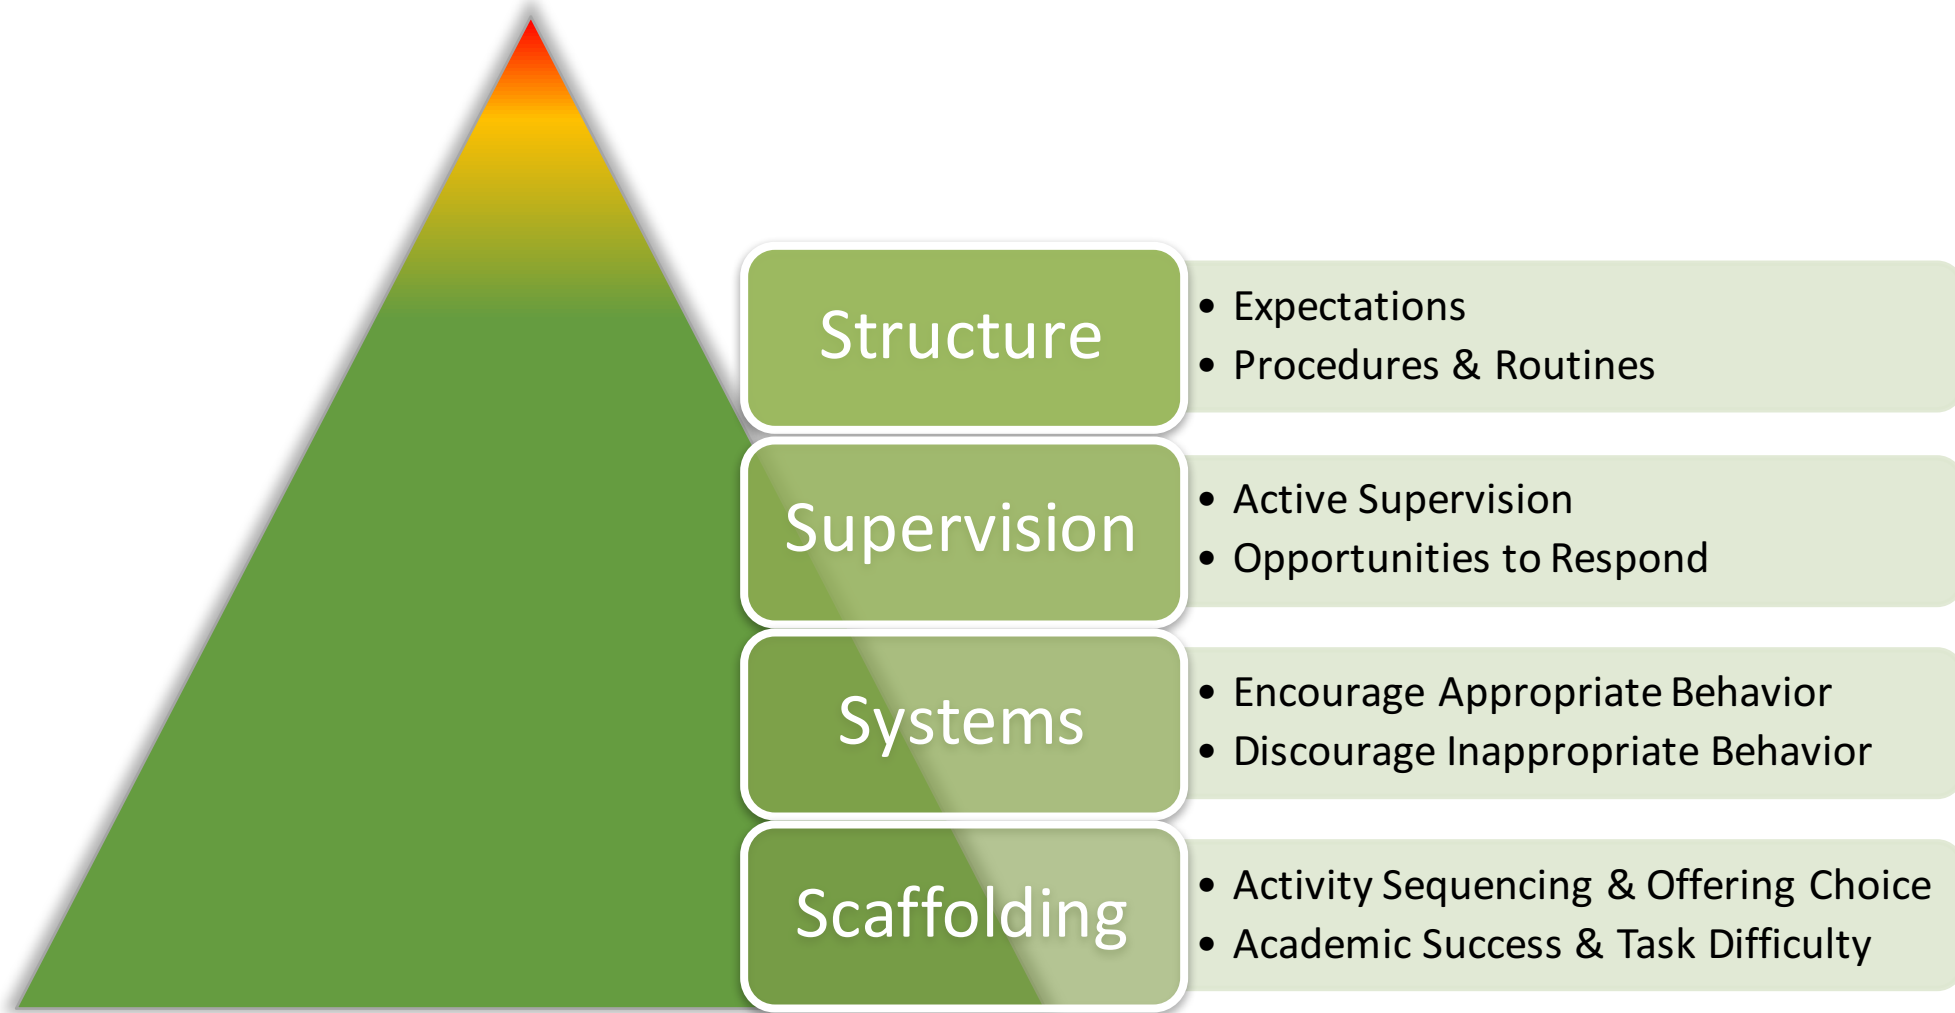 Structure
• Expectations
• Procedures & Routines
Supervision
• Active Supervision
• Opportunities to Respond
Systems
• Encourage Appropriate Behavior
• Discourage Inappropriate Behavior
Scaffolding
• Activity Sequencing & Offering Choice
• Academic Success & Task Difficulty